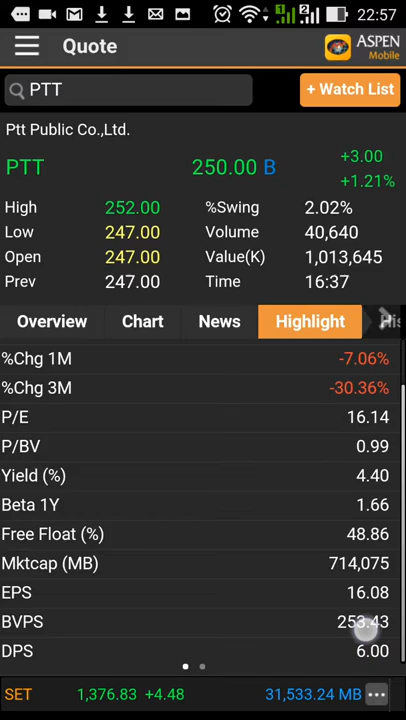 22:57
Quote
ASPEN
Mobile
PTT
+ Watch List
Ptt Public Co.,Ltd.
PTT 250.00 B +3.00
+1.21%
High 252.00 %Swing 2.02%
Low 247.00 Volume 40,640
Open 247.00 Value(K) 1,013,645
Prev 247.00 Time 16:37
Overview Chart News Highlight His
%Chg 1M -7.06%
%Chg 3M -30.36%
P/E 16.14
P/BV 0.99
Yield (%) 4.40
Beta 1Y 1.66
Free Float (%) 48.86
Mktcap (MB) 714,075
EPS 16.08
BVPS 253.43
DPS 6.00
SET 1,376.83 +4.48 31,533.24 MB